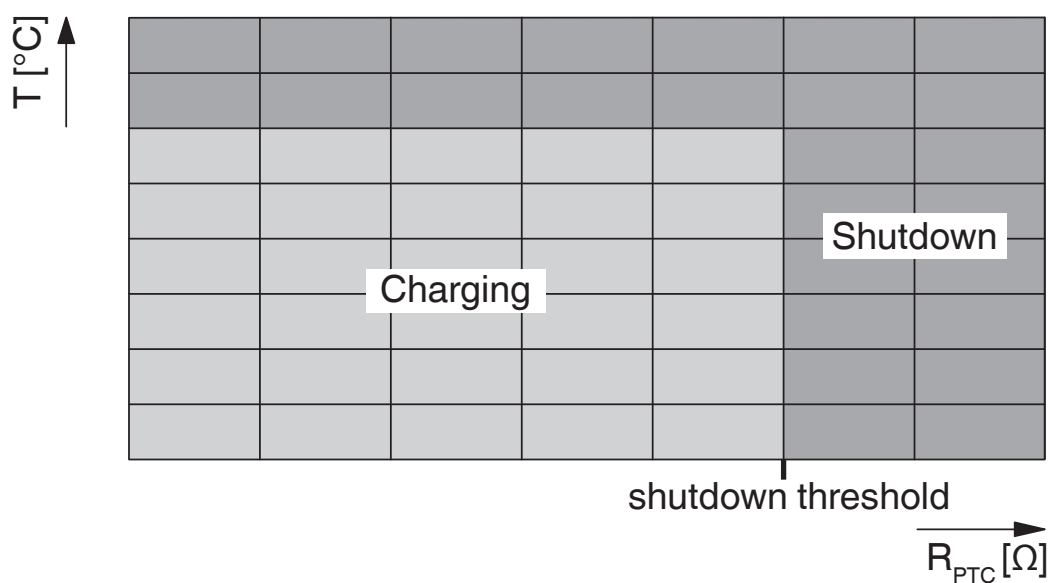 T [°C]
Shutdown
Charging
shutdown threshold
R_PTC [Ω]